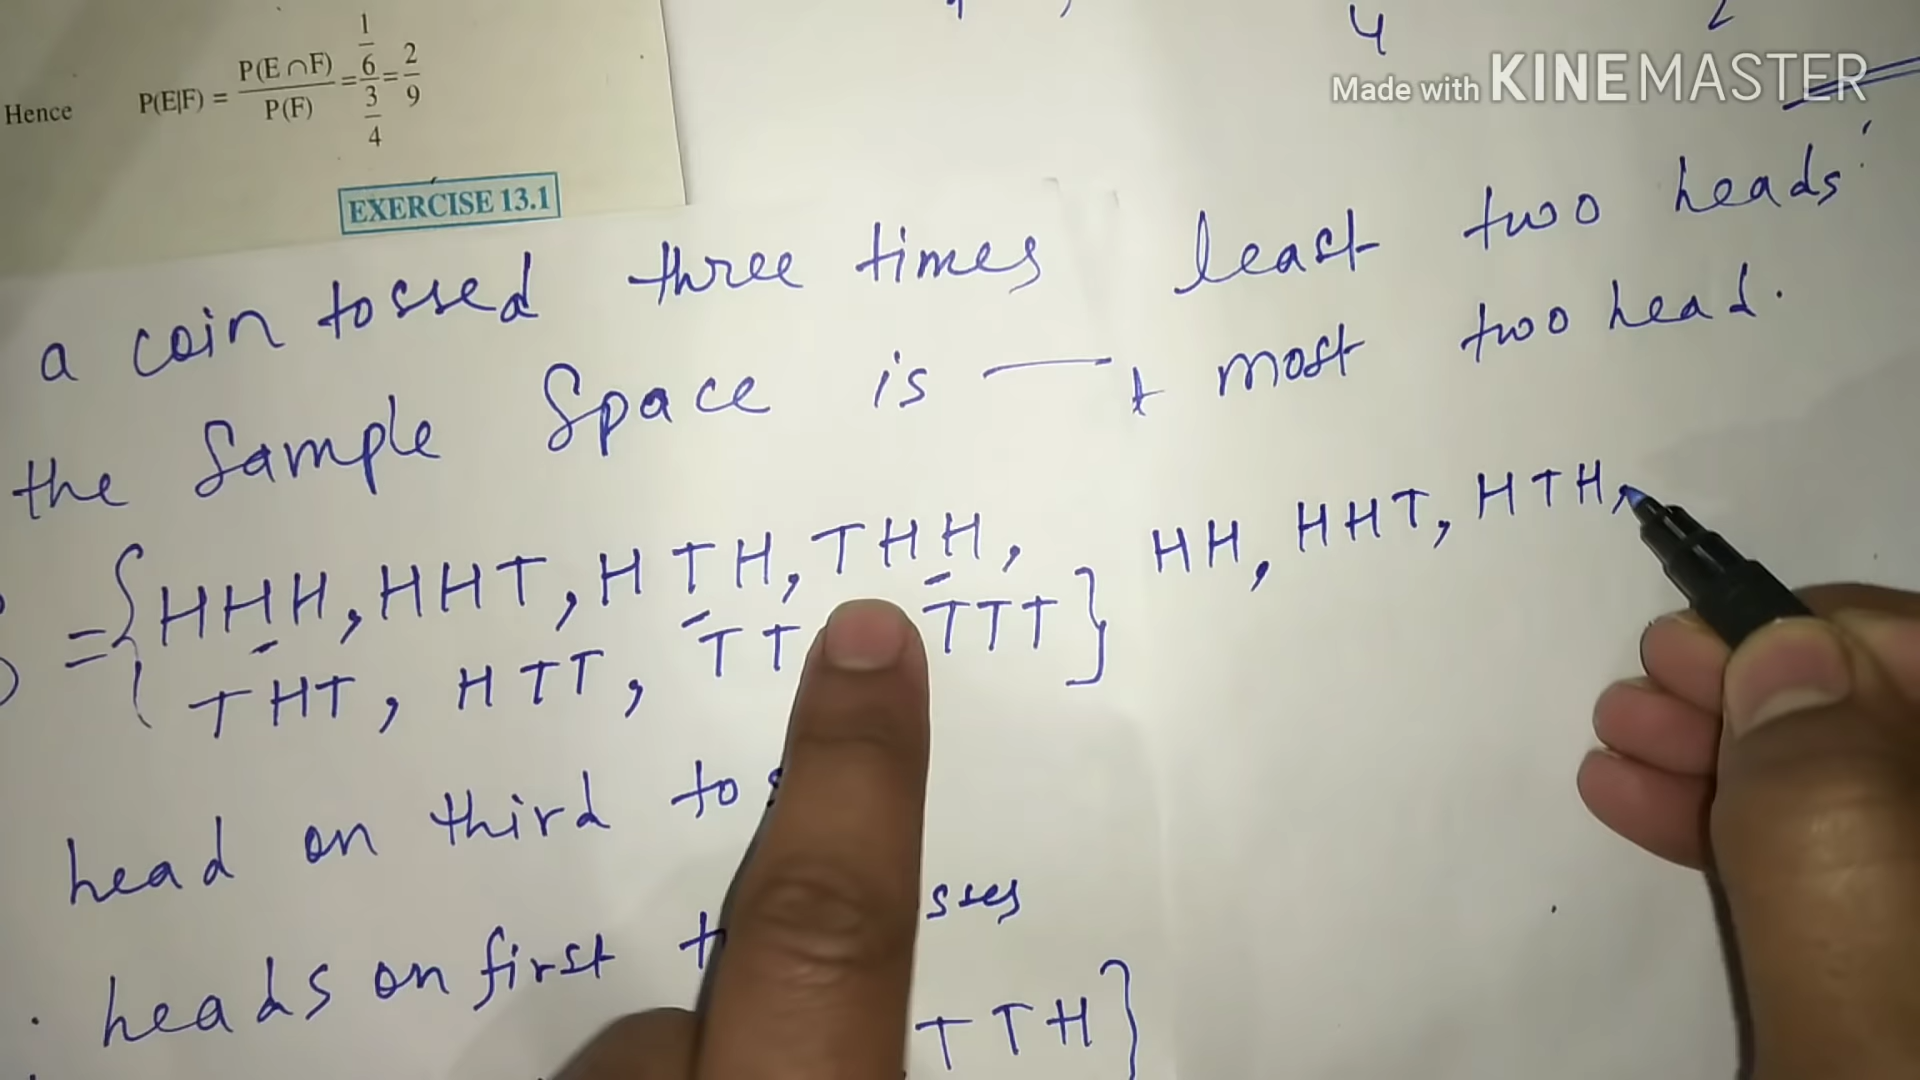 Hence P(E|F) = P(E∩F) / P(F) = 1/6 / 3/4 = 2/9
EXERCISE 13.1
Made with KINEMASTER
4
a coin tossed three times
the Sample Space is
= { HHH, HHT, HTH, THH,
THT, HTT, TT TTT }
head on third
heads on first
TTH }
least two heads
most two head.
HH, HHT, HTH,